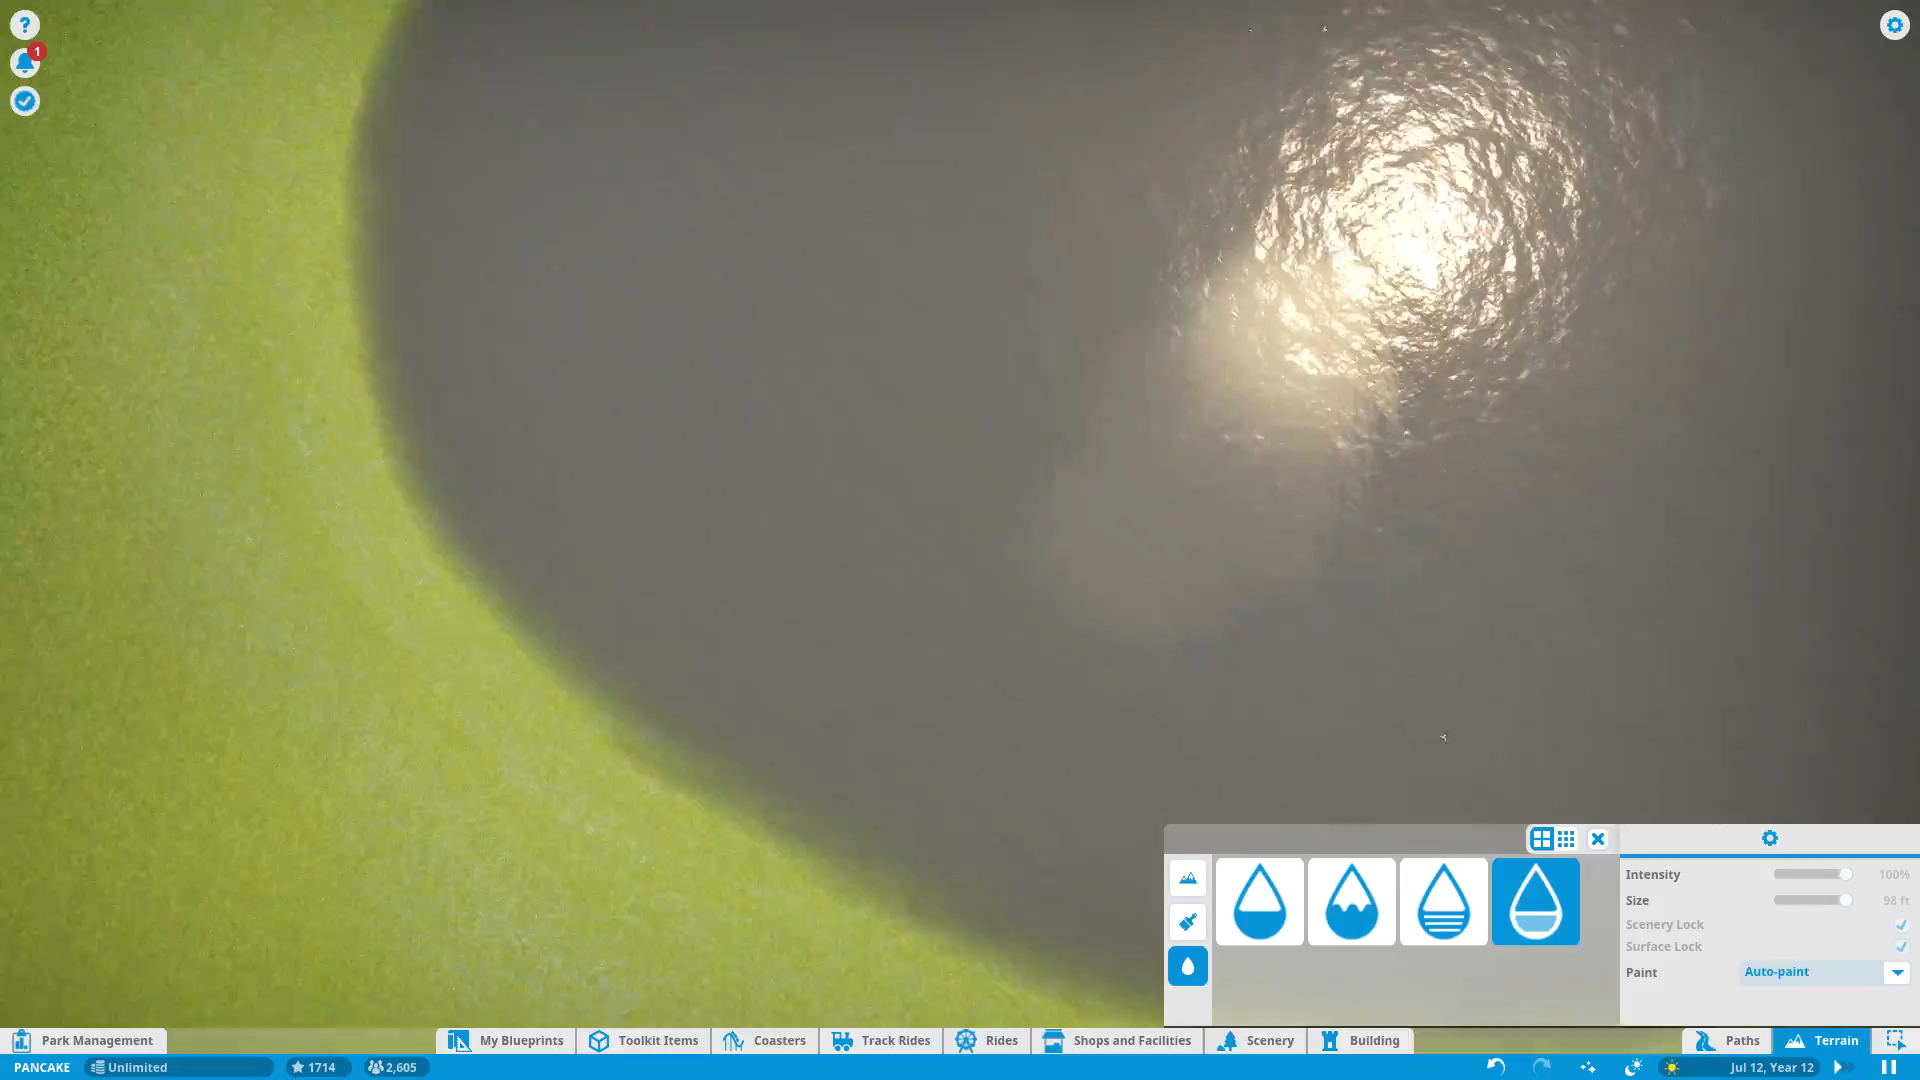 ?
1
Intensity 100%
Size 98 ft
Scenery Lock
Surface Lock
Paint Auto-paint
Park Management My Blueprints Toolkit Items Coasters Track Rides Rides Shops and Facilities Scenery Building Paths Terrain
PANCAKE Unlimited 1714 2,605 Jul 12, Year 12